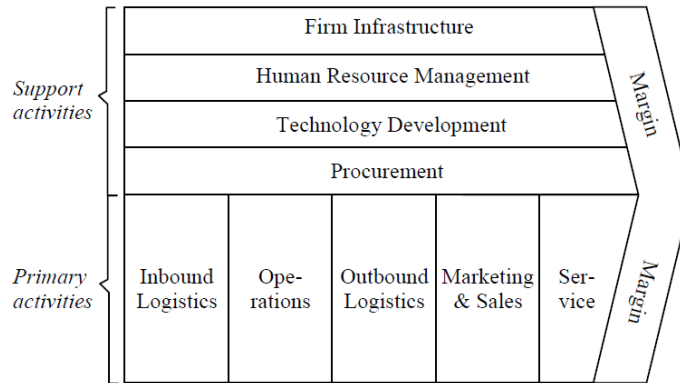 Firm Infrastructure
Support
activities
Human Resource Management
Technology Development
Procurement
Margin
Primary
activities
Inbound
Logistics
Ope-
rations
Outbound
Logistics
Marketing
& Sales
Ser-
vice
Margin